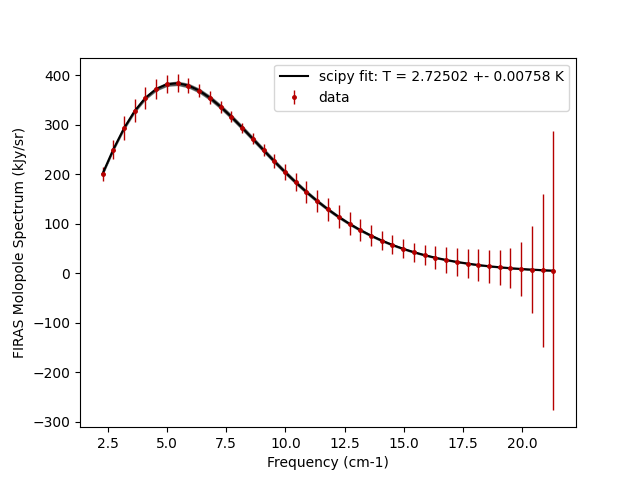 scipy fit: T = 2.72502 +- 0.00758 K
data
FIRAS Molopole Spectrum (kJy/sr)
400
300
200
100
0
−100
−200
−300
2.5 5.0 7.5 10.0 12.5 15.0 17.5 20.0
Frequency (cm-1)